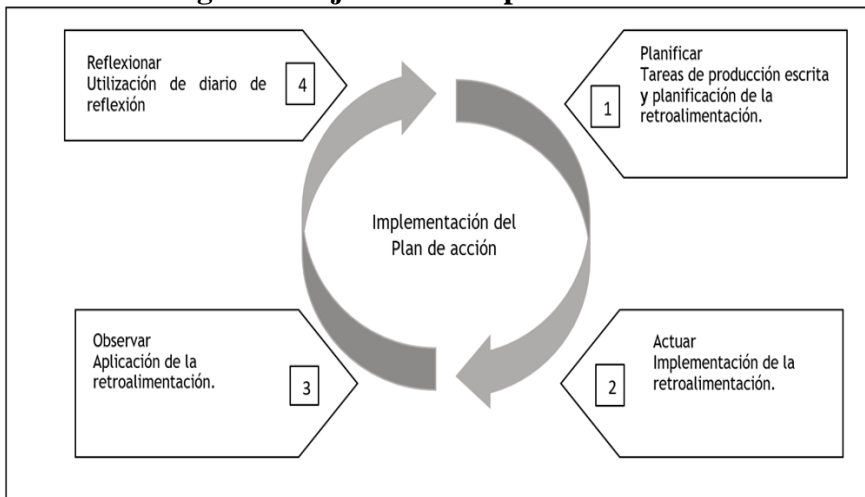 Reflexionar
Utilización de diario de
reflexión
4
Planificar
Tareas de producción escrita
y planificación de la
retroalimentación.
1
Implementación del
Plan de acción
Observar
Aplicación de la
retroalimentación.
3
Actuar
Implementación de la
retroalimentación.
2